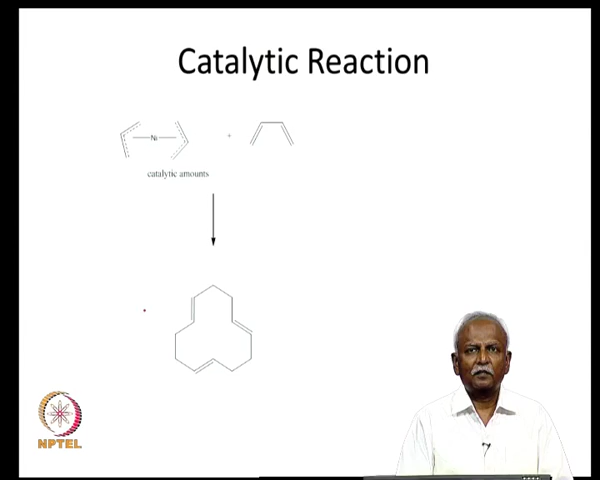 Catalytic Reaction
Ni
+
catalytic amounts
NPTEL